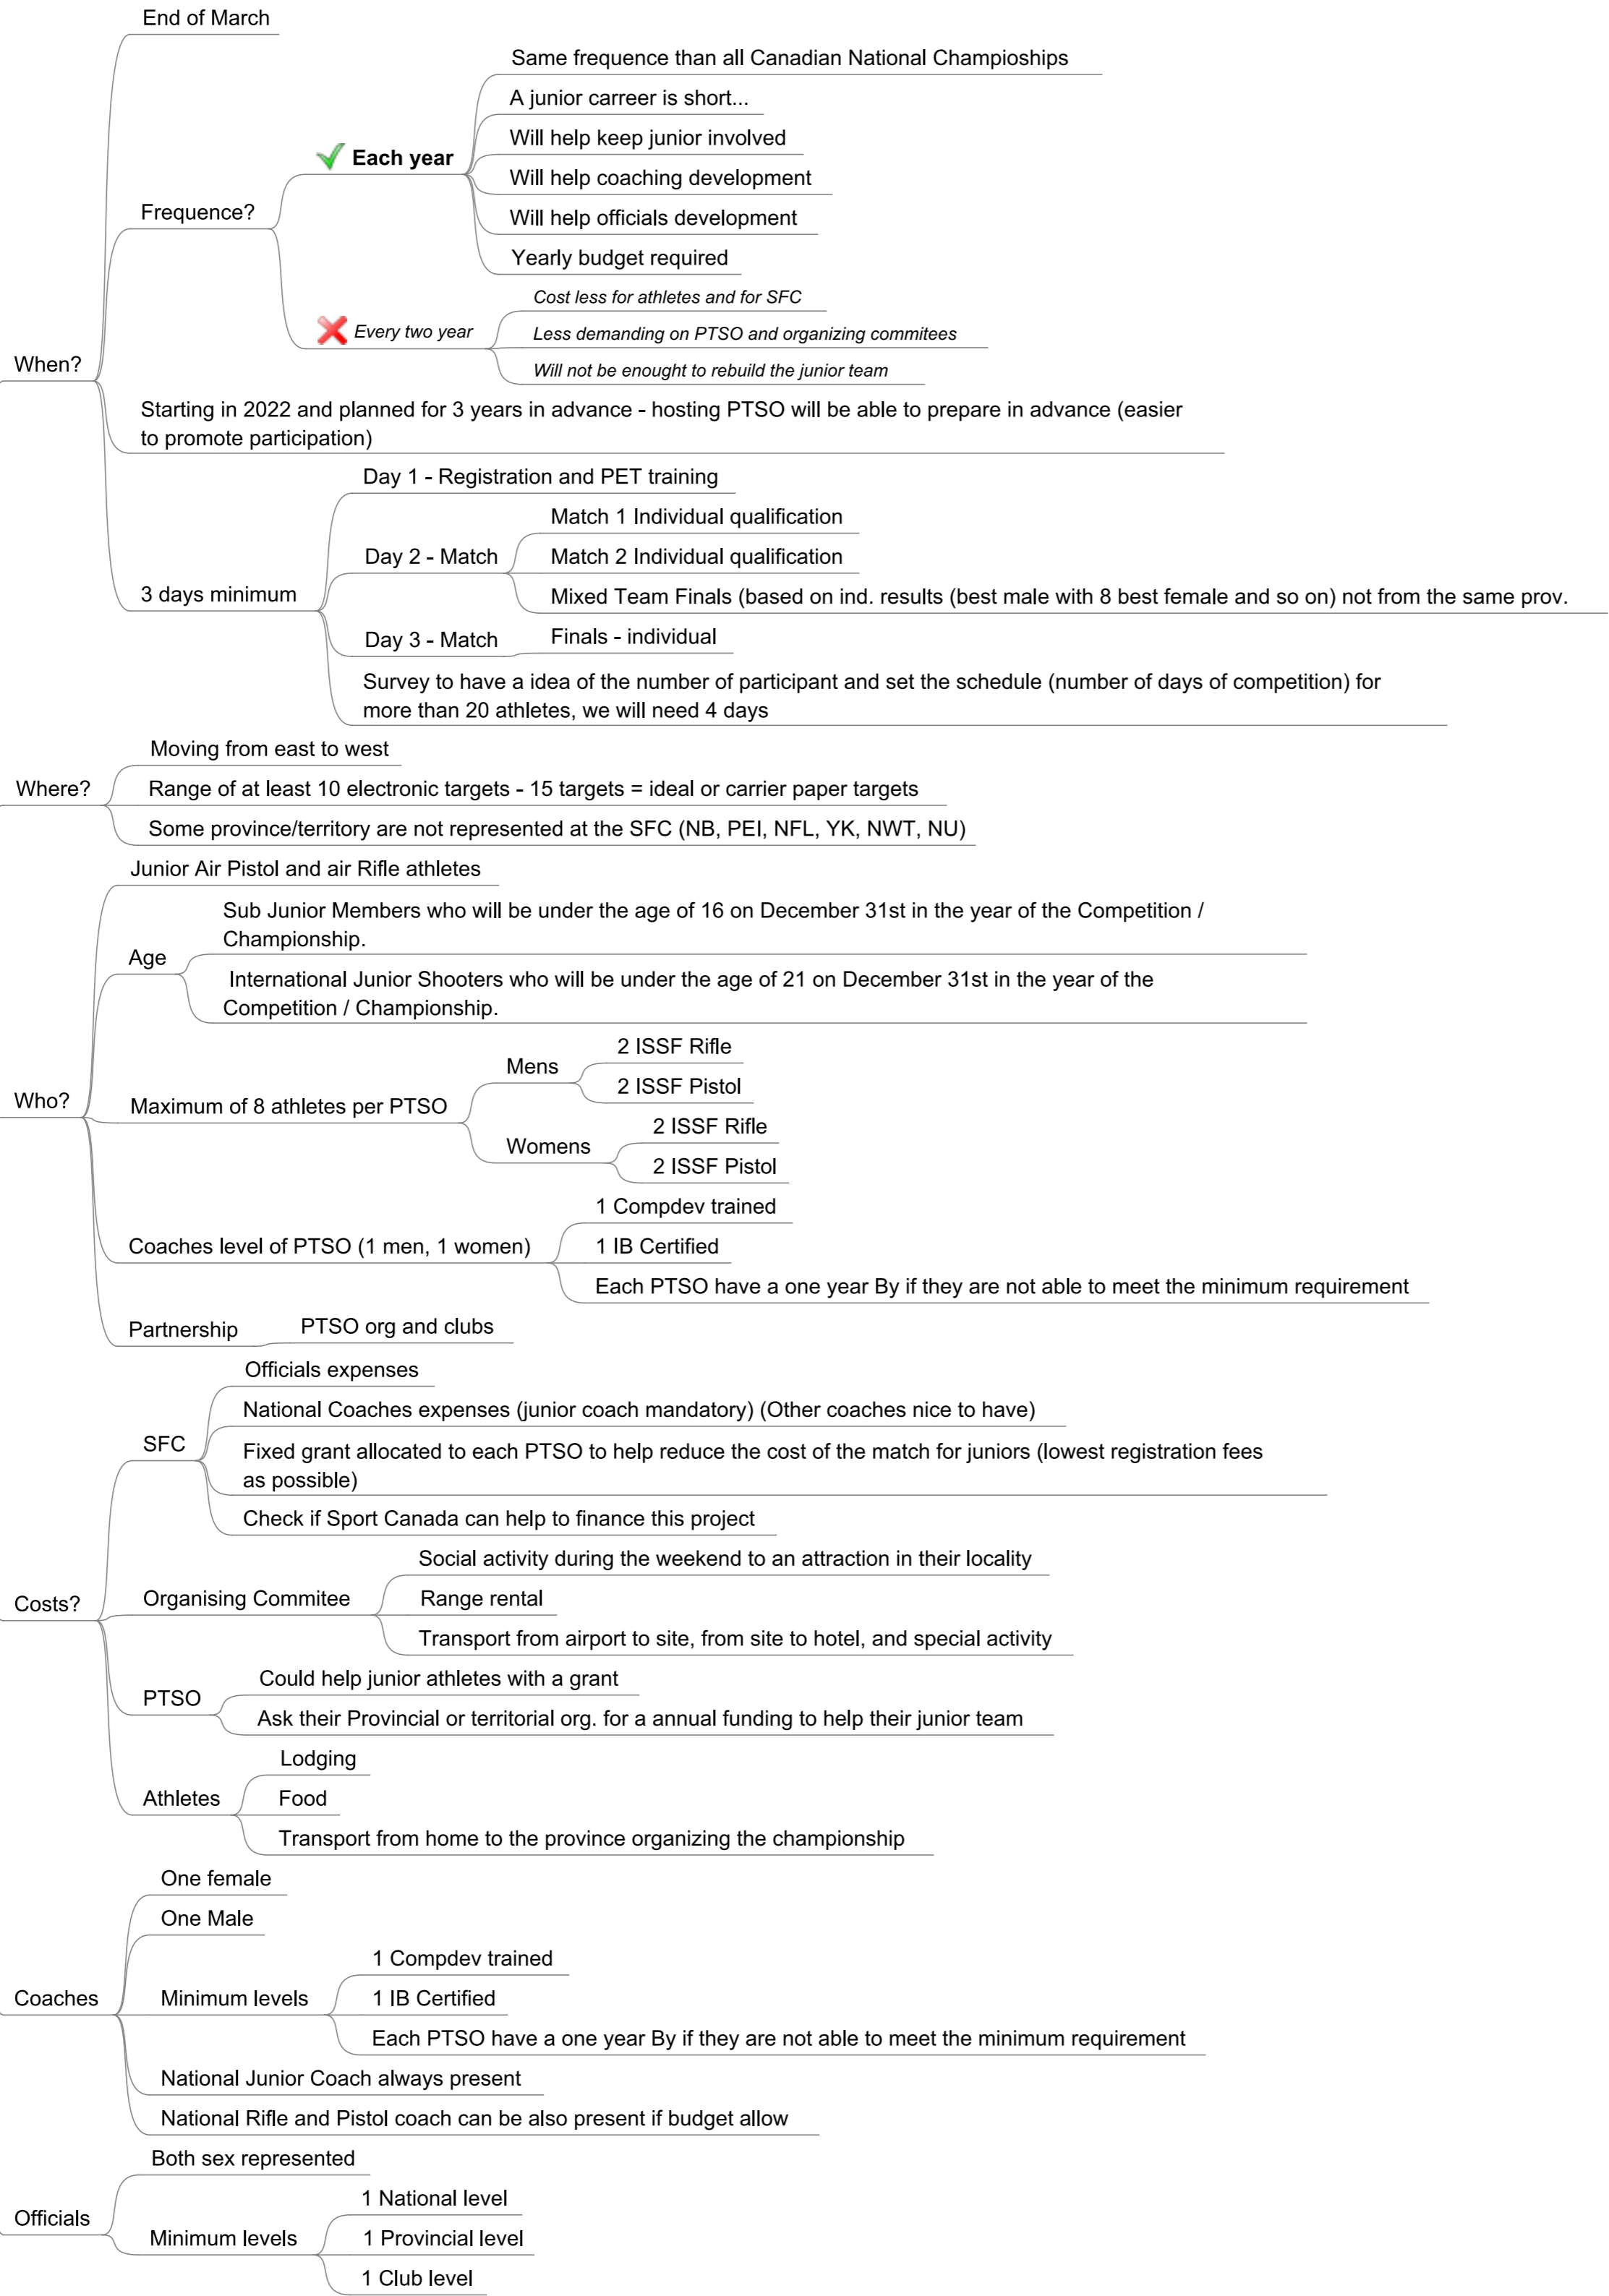 End of March
Same frequence than all Canadian National Champioships
A junior carreer is short...
Will help keep junior involved
Each year
Will help coaching development
Frequence?
Will help officials development
Yearly budget required
Cost less for athletes and for SFC
Every two year
Less demanding on PTSO and organizing commitees
When?
Will not be enought to rebuild the junior team
Starting in 2022 and planned for 3 years in advance - hosting PTSO will be able to prepare in advance (easier
to promote participation)
Day 1 - Registration and PET training
Match 1 Individual qualification
Day 2 - Match
Match 2 Individual qualification
3 days minimum
Mixed Team Finals (based on ind. results (best male with 8 best female and so on) not from the same prov.
Day 3 - Match
Finals - individual
Survey to have a idea of the number of participant and set the schedule (number of days of competition) for
more than 20 athletes, we will need 4 days
Moving from east to west
Where?
Range of at least 10 electronic targets - 15 targets = ideal or carrier paper targets
Some province/territory are not represented at the SFC (NB, PEI, NFL, YK, NWT, NU)
Junior Air Pistol and air Rifle athletes
Sub Junior Members who will be under the age of 16 on December 31st in the year of the Competition /
Championship.
Age
International Junior Shooters who will be under the age of 21 on December 31st in the year of the
Competition / Championship.
2 ISSF Rifle
Mens
2 ISSF Pistol
Who?
Maximum of 8 athletes per PTSO
2 ISSF Rifle
Womens
2 ISSF Pistol
1 Compdev trained
Coaches level of PTSO (1 men, 1 women)
1 IB Certified
Each PTSO have a one year By if they are not able to meet the minimum requirement
Partnership
PTSO org and clubs
Officials expenses
National Coaches expenses (junior coach mandatory) (Other coaches nice to have)
SFC
Fixed grant allocated to each PTSO to help reduce the cost of the match for juniors (lowest registration fees
as possible)
Check if Sport Canada can help to finance this project
Social activity during the weekend to an attraction in their locality
Costs?
Organising Commitee
Range rental
Transport from airport to site, from site to hotel, and special activity
Could help junior athletes with a grant
PTSO
Ask their Provincial or territorial org. for a annual funding to help their junior team
Lodging
Athletes
Food
Transport from home to the province organizing the championship
One female
One Male
1 Compdev trained
Coaches
Minimum levels
1 IB Certified
Each PTSO have a one year By if they are not able to meet the minimum requirement
National Junior Coach always present
National Rifle and Pistol coach can be also present if budget allow
Both sex represented
Officials
1 National level
Minimum levels
1 Provincial level
1 Club level